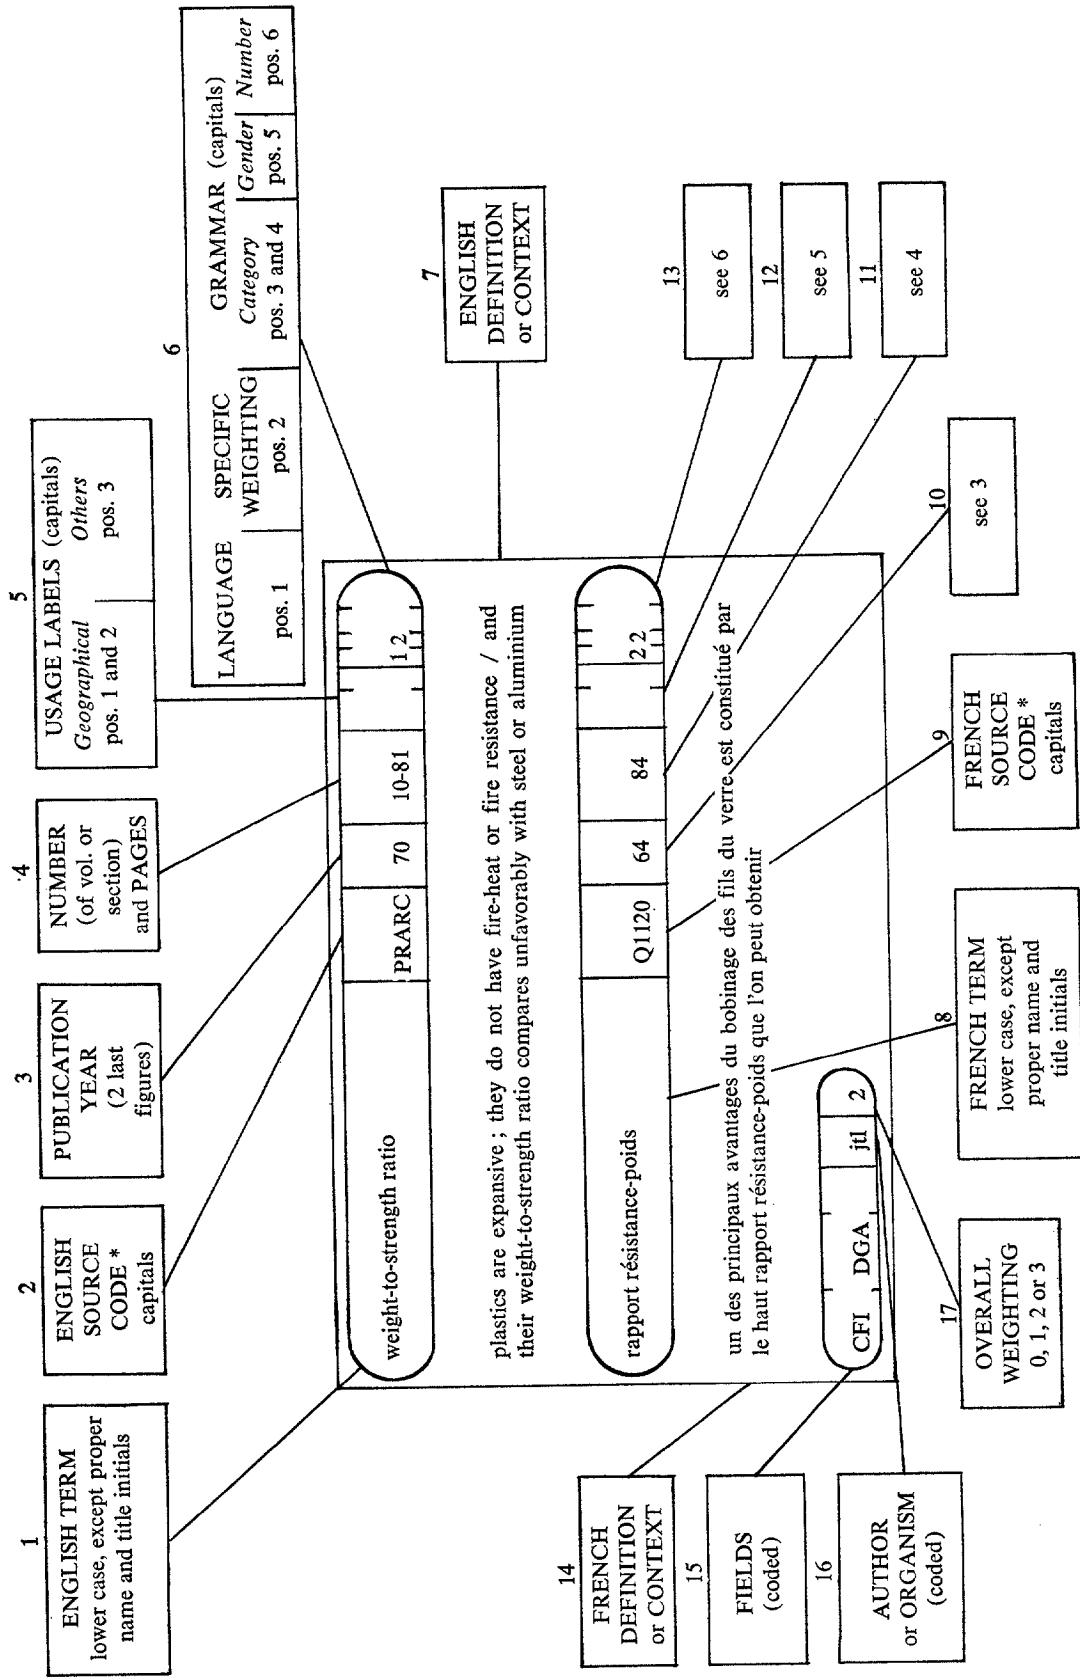 1
ENGLISH TERM
lower case, except proper
name and title initials
2
ENGLISH
SOURCE
CODE *
capitals
3
PUBLICATION
YEAR
(2 last
figures)
4
NUMBER
(of vol. or
section)
and PAGES
5
USAGE LABELS (capitals)
Geographical Others
pos. 1 and 2 pos. 3
6
LANGUAGE SPECIFIC WEIGHTING GRAMMAR (capitals)
Category Gender Number
pos. 1 pos. 2 pos. 3 and 4 pos. 5 pos. 6
weight-to-strength ratio PRARC 70 10-81 1 2
plastics are expansive; they do not have fire-heat or fire resistance / and
their weight-to-strength ratio compares unfavorably with steel or aluminium
7
ENGLISH
DEFINITION
or CONTEXT
rapport résistance-poids Q1120 64 84 2 2
un des principaux avantages du bobinage des fils du verre est constitué par
le haut rapport résistance-poids que l'on peut obtenir
CFI DGA jtl 2
13
see 6
12
see 5
11
see 4
10
see 3
9
FRENCH
SOURCE
CODE *
capitals
8
FRENCH TERM
lower case, except
proper name and
title initials
17
OVERALL
WEIGHTING
0, 1, 2 or 3
14
FRENCH
DEFINITION
or CONTEXT
15
FIELDS
(coded)
16
AUTHOR
or ORGANISM
(coded)